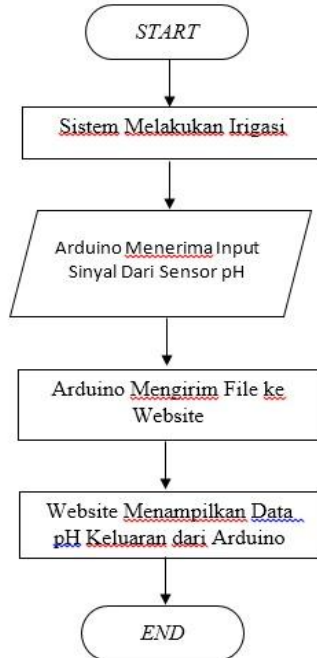 START
Sistem Melakukan Irigasi
Arduino Menerima Input
Sinyal Dari Sensor pH
Arduino Mengirim File ke
Website
Website Menampilkan Data
pH Keluaran dari Arduino
END